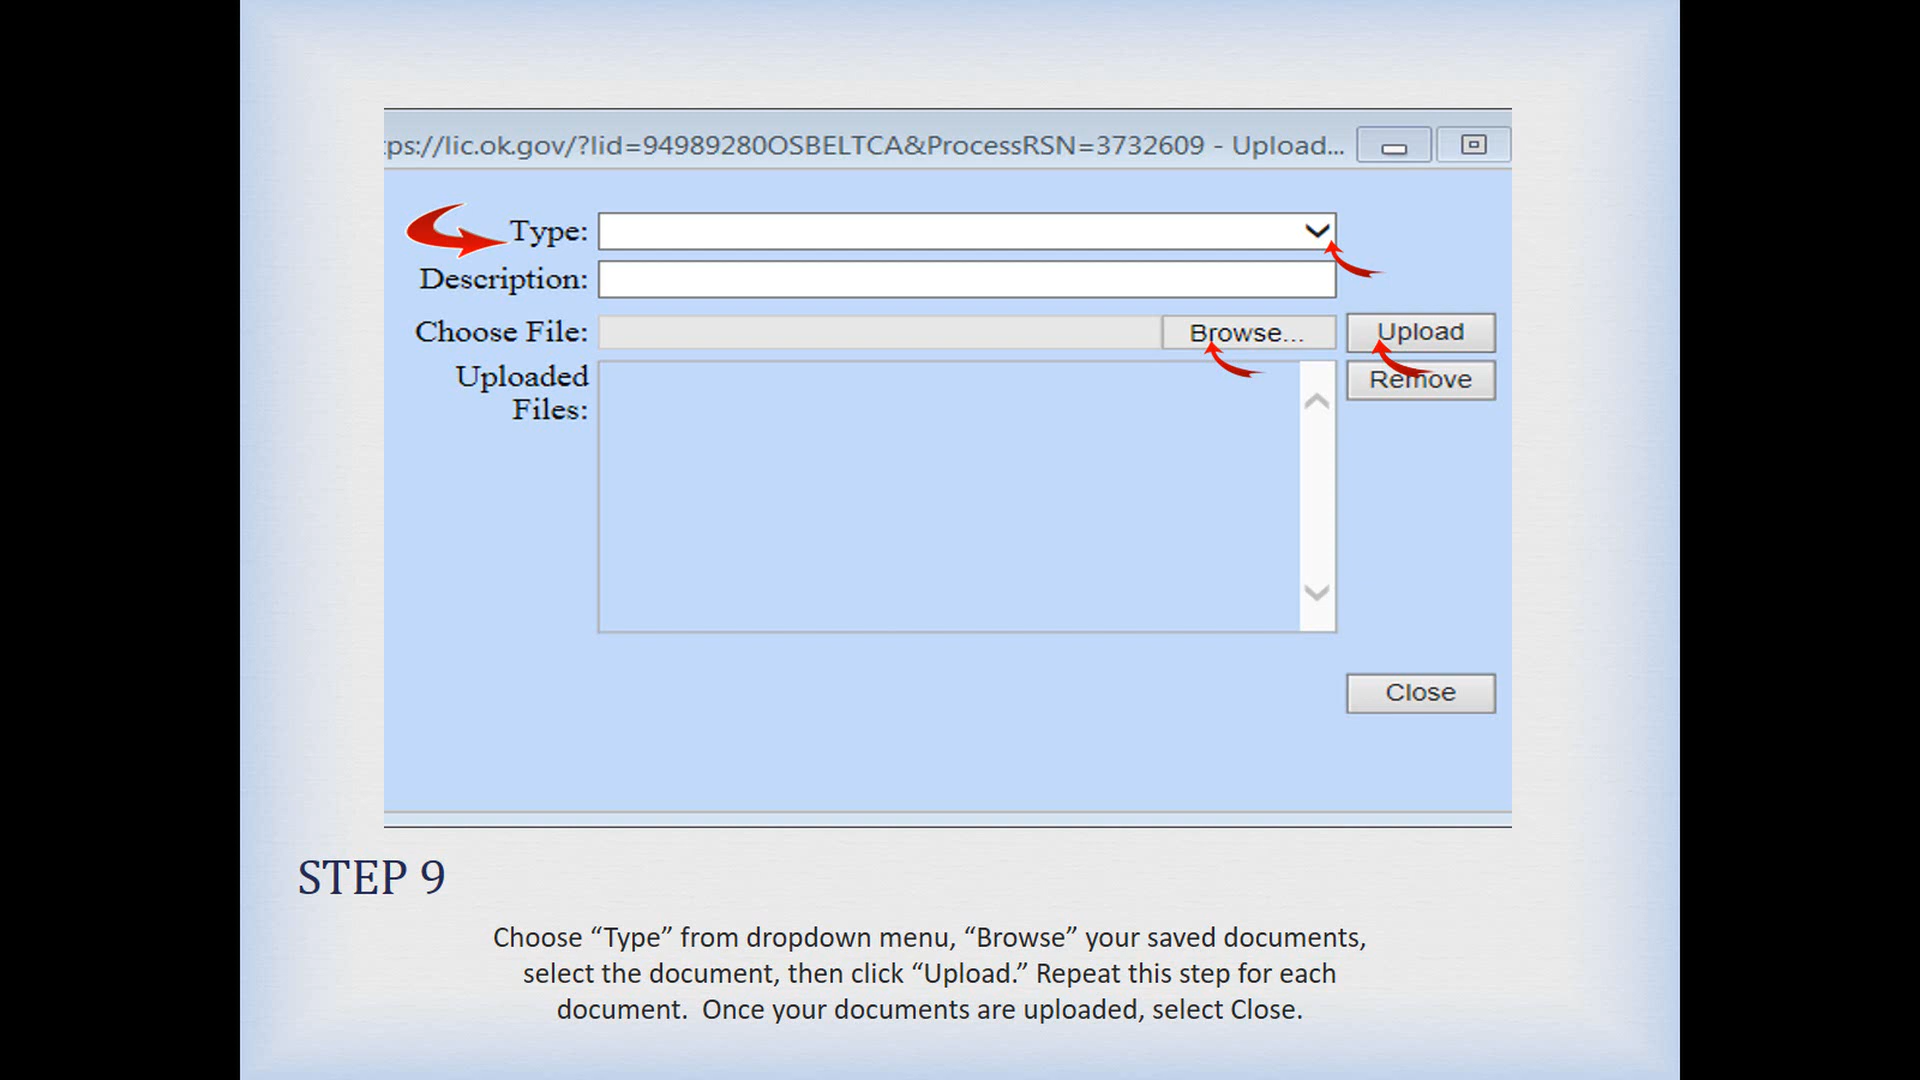 tps://lic.ok.gov/?lid=94989280OSBELTCA&ProcessRSN=3732609 - Upload...
Type:
Description:
Choose File: Browse... Upload
Uploaded Files: Remove
Close
STEP 9
Choose “Type” from dropdown menu, “Browse” your saved documents,
select the document, then click “Upload.” Repeat this step for each
document.  Once your documents are uploaded, select Close.